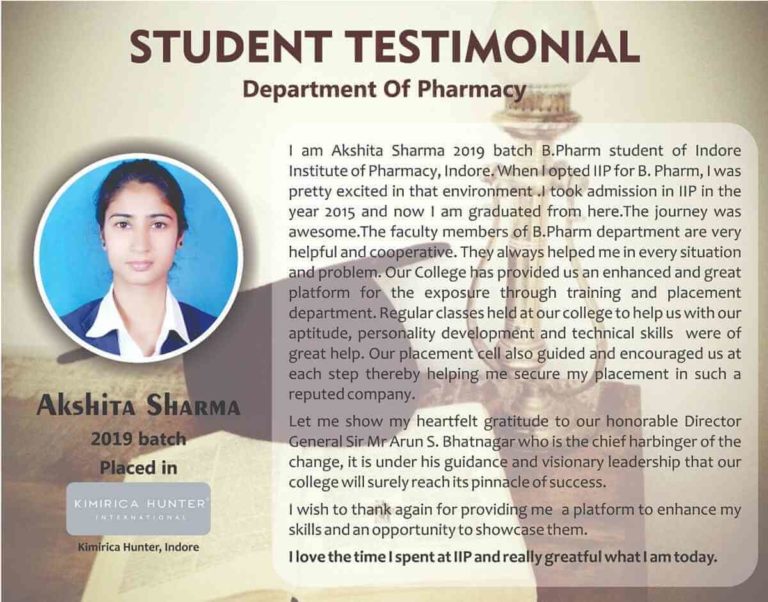 STUDENT TESTIMONIAL
Department Of Pharmacy
I am Akshita Sharma 2019 batch B.Pharm student of Indore
Institute of Pharmacy, Indore. When I opted IIP for B. Pharm, I was
pretty excited in that environment .I took admission in IIP in the
year 2015 and now I am graduated from here.The journey was
awesome.The faculty members of B.Pharm department are very
helpful and cooperative. They always helped me in every situation
and problem. Our College has provided us an enhanced and great
platform for the exposure through training and placement
department. Regular classes held at our college to help us with our
aptitude, personality development and technical skills were of
great help. Our placement cell also guided and encouraged us at
each step thereby helping me secure my placement in such a
reputed company.
Let me show my heartfelt gratitude to our honorable Director
General Sir Mr Arun S. Bhatnagar who is the chief harbinger of the
change, it is under his guidance and visionary leadership that our
college will surely reach its pinnacle of success.
I wish to thank again for providing me a platform to enhance my
skills and an opportunity to showcase them.
I love the time I spent at IIP and really greatful what I am today.
Akshita Sharma
2019 batch
Placed in
KIMIRICA HUNTER
INTERNATIONAL
Kimirica Hunter, Indore